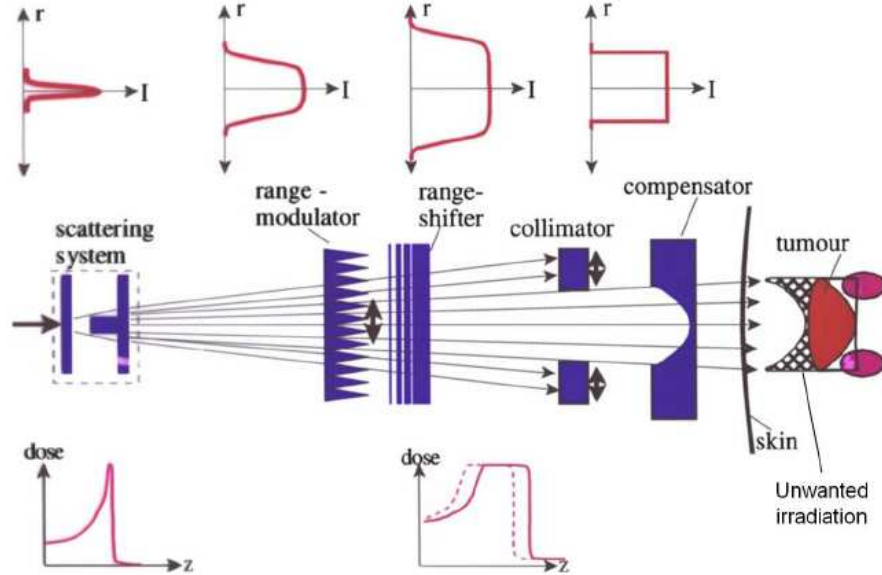 r
r
r
r
I
I
I
I
range -
modulator
range-
shifter
compensator
scattering
system
collimator
tumour
skin
dose
z
dose
z
Unwanted
irradiation